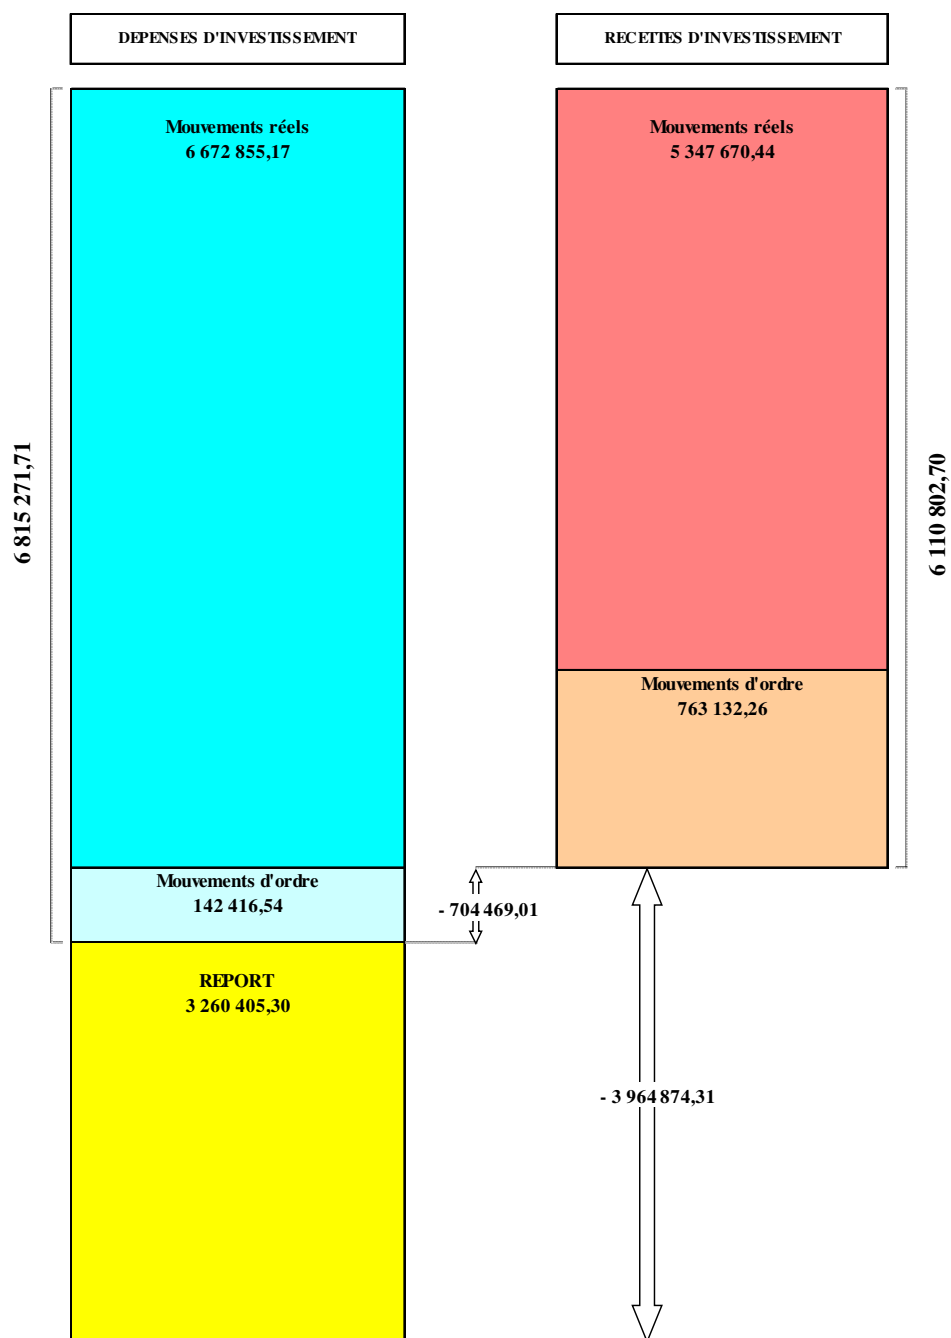 DEPENSES D'INVESTISSEMENT
RECETTES D'INVESTISSEMENT
Mouvements réels
6 672 855,17
Mouvements réels
5 347 670,44
6 815 271,71
6 110 802,70
Mouvements d'ordre
763 132,26
Mouvements d'ordre
142 416,54
- 704 469,01
REPORT
3 260 405,30
- 3 964 874,31